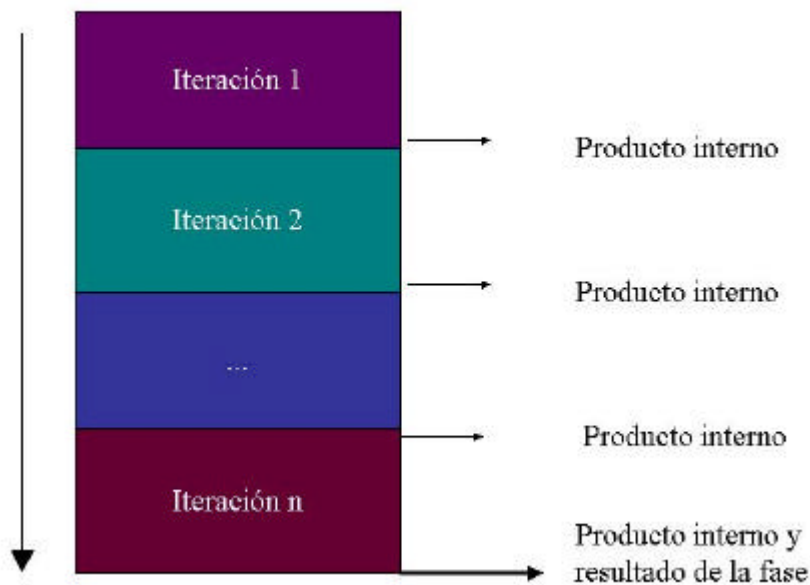 Iteración 1
Producto interno
Iteración 2
Producto interno
...
Producto interno
Iteración n
Producto interno y
resultado de la fase